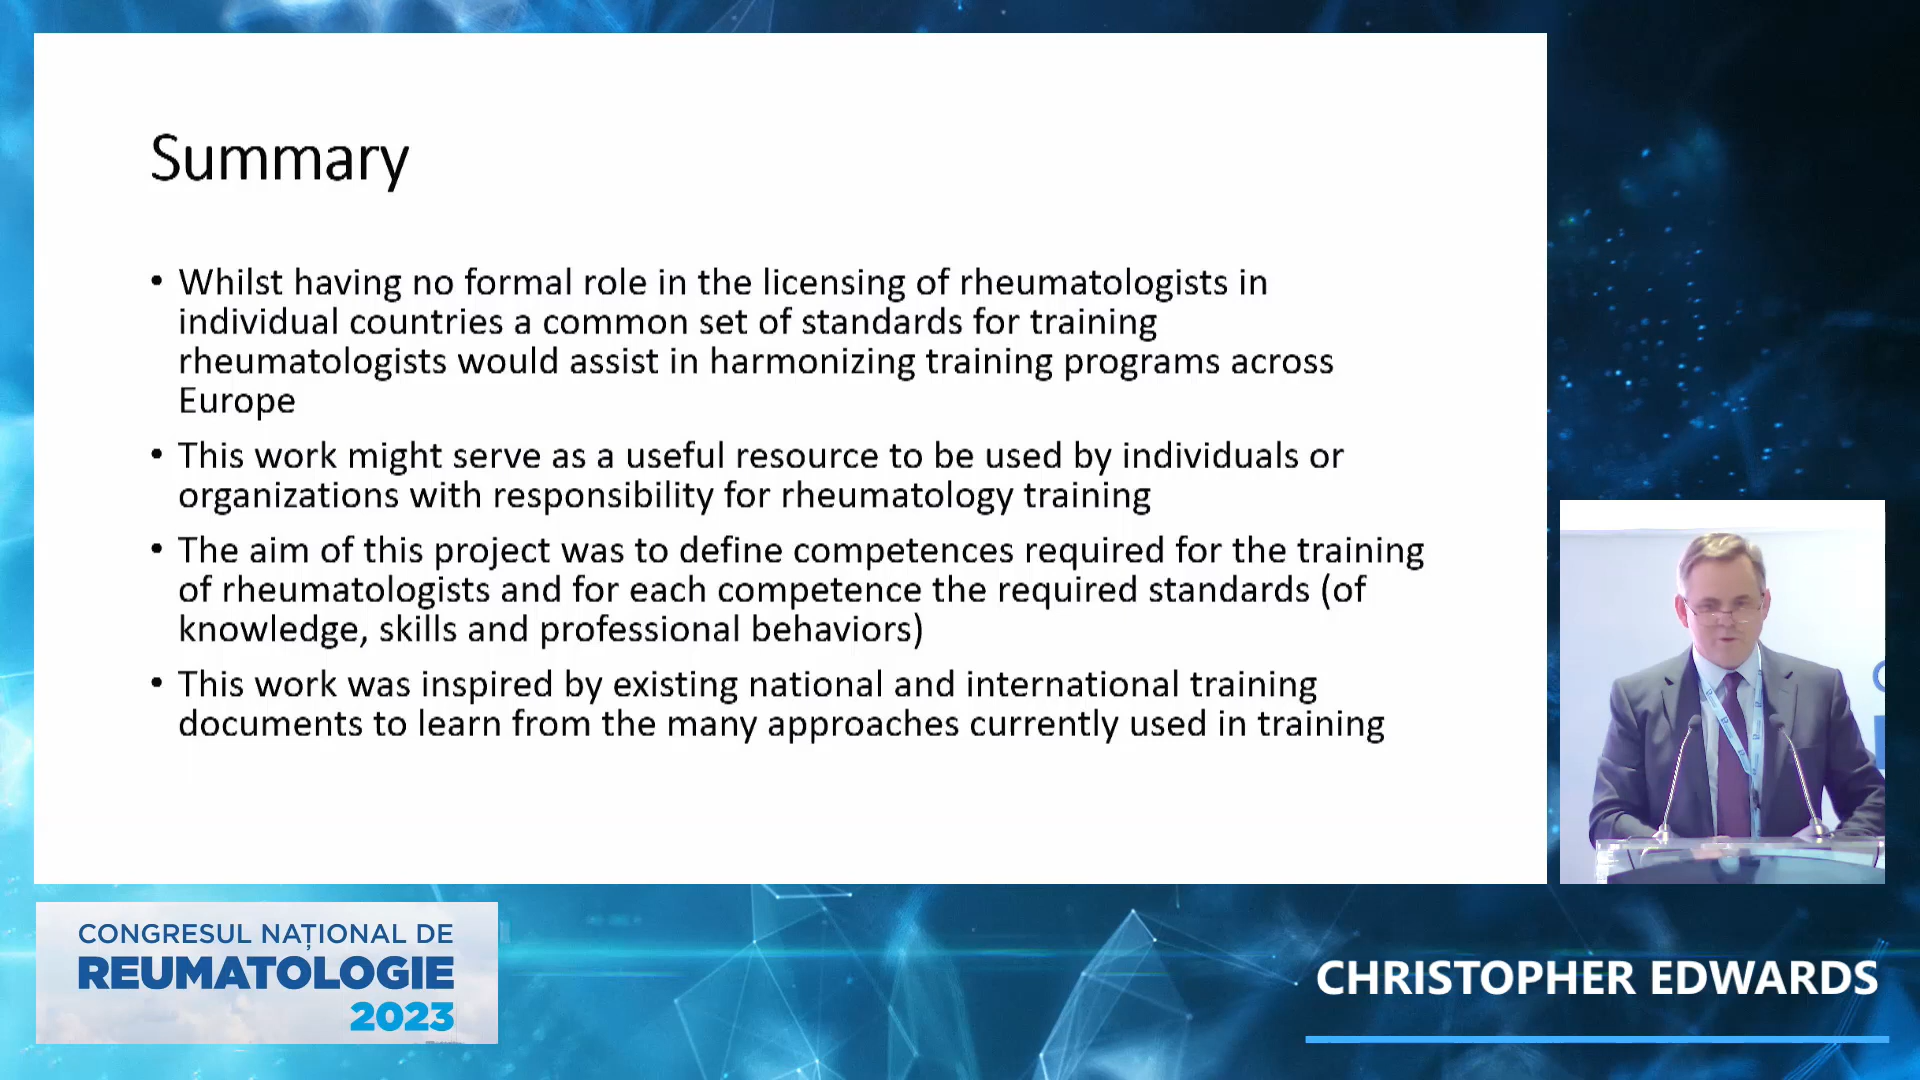 Summary
• Whilst having no formal role in the licensing of rheumatologists in
individual countries a common set of standards for training
rheumatologists would assist in harmonizing training programs across
Europe
• This work might serve as a useful resource to be used by individuals or
organizations with responsibility for rheumatology training
• The aim of this project was to define competences required for the training
of rheumatologists and for each competence the required standards (of
knowledge, skills and professional behaviors)
• This work was inspired by existing national and international training
documents to learn from the many approaches currently used in training
CONGRESUL NAȚIONAL DE
REUMATOLOGIE
2023
CHRISTOPHER EDWARDS